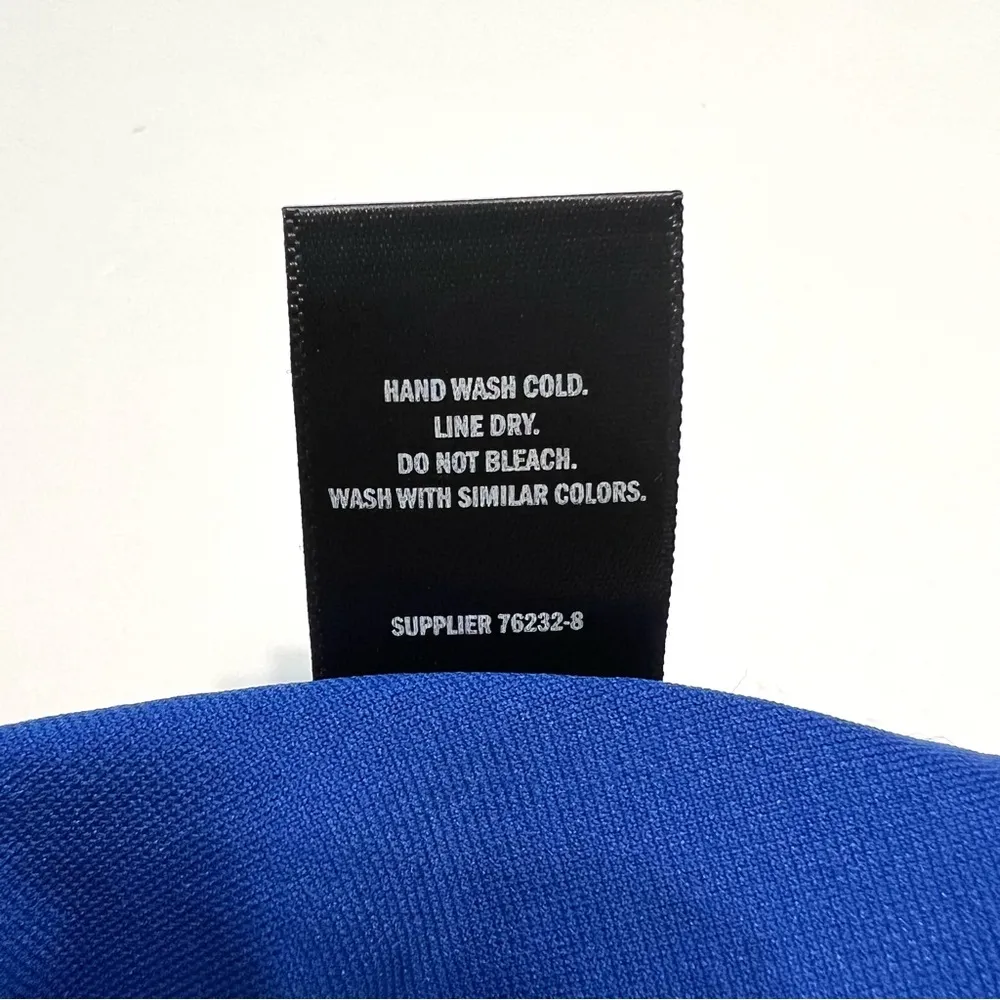 HAND WASH COLD.
LINE DRY.
DO NOT BLEACH.
WASH WITH SIMILAR COLORS.
SUPPLIER 76232-8